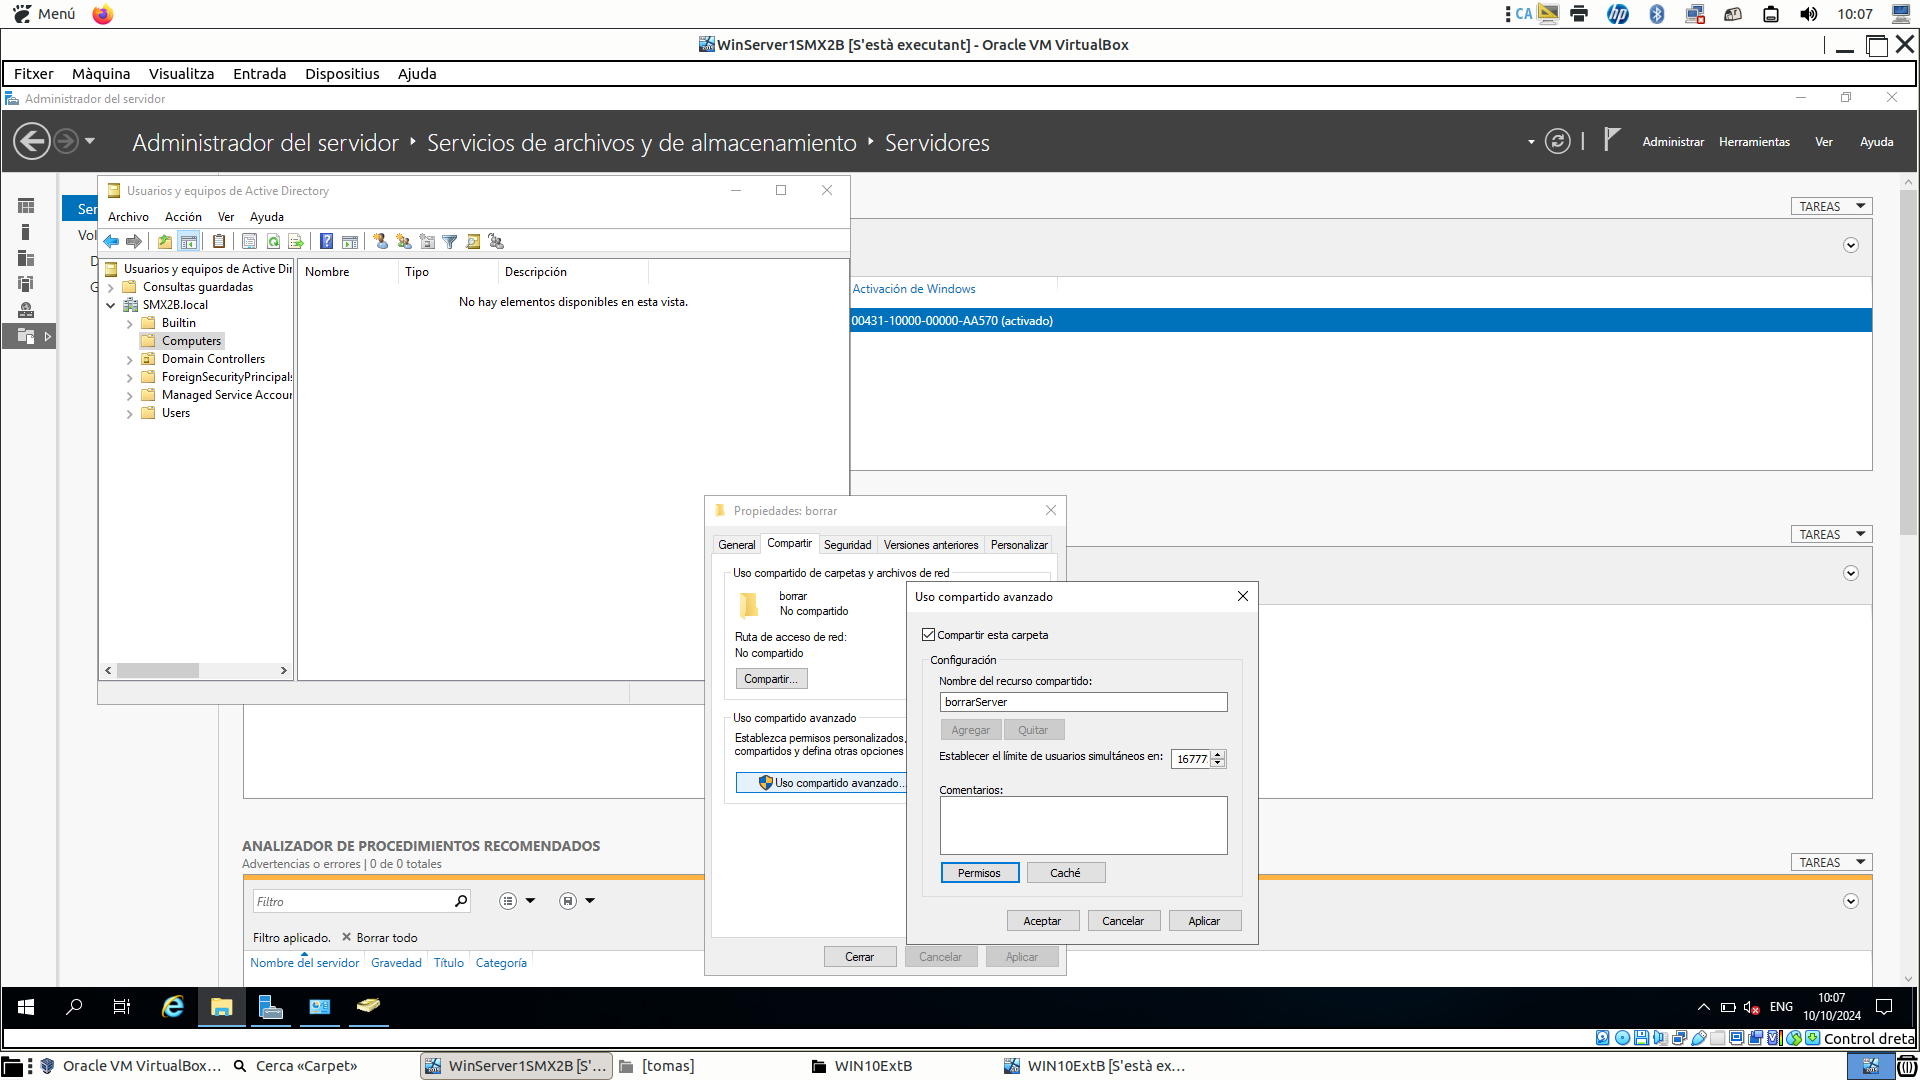 Menú
CA
10:07
WinServer1SMX2B [S'està executant] - Oracle VM VirtualBox
Fitxer Màquina Visualitza Entrada Dispositius Ajuda
Administrador del servidor
Administrador del servidor ‣ Servicios de archivos y de almacenamiento ‣ Servidores
Administrar Herramientas Ver Ayuda
Ser
Vol
D
G
Usuarios y equipos de Active Directory
Archivo Acción Ver Ayuda
Usuarios y equipos de Active Dir
Consultas guardadas
SMX2B.local
Builtin
Computers
Domain Controllers
ForeignSecurityPrincipals
Managed Service Accour
Users
Nombre Tipo Descripción
No hay elementos disponibles en esta vista.
TAREAS
Activación de Windows
00431-10000-00000-AA570 (activado)
TAREAS
Propiedades: borrar
General Compartir Seguridad Versiones anteriores Personalizar
Uso compartido de carpetas y archivos de red
borrar
No compartido
Ruta de acceso de red:
No compartido
Compartir...
Uso compartido avanzado
Establezca permisos personalizados,
compartidos y defina otras opciones
Uso compartido avanzado...
Cerrar Cancelar Aplicar
Uso compartido avanzado
Compartir esta carpeta
Configuración
Nombre del recurso compartido:
borrarServer
Agregar Quitar
Establecer el límite de usuarios simultáneos en: 16777
Comentarios:
Permisos Caché
Aceptar Cancelar Aplicar
ANALIZADOR DE PROCEDIMIENTOS RECOMENDADOS
Advertencias o errores | 0 de 0 totales
TAREAS
Filtro
Filtro aplicado. Borrar todo
Nombre del servidor Gravedad Título Categoría
ENG
10:07
10/10/2024
Control dreta
Oracle VM VirtualBox...
Cerca «Carpet»
WinServer1SMX2B [S'...
[tomas]
WIN10ExtB
WIN10ExtB [S'està ex...